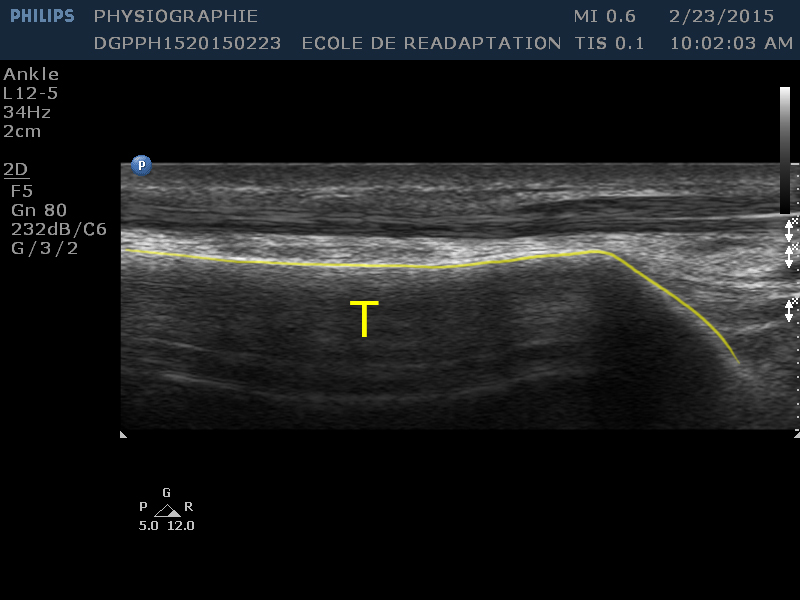 PHILIPS PHYSIOGRAPHIE MI 0.6 2/23/2015
DGPPH1520150223 ECOLE DE READAPTATION TIS 0.1 10:02:03 AM
Ankle
L12-5
34Hz
2cm
2D
F5
Gn 80
232dB/C6
G/3/2
P
T
G
P R
5.0 12.0